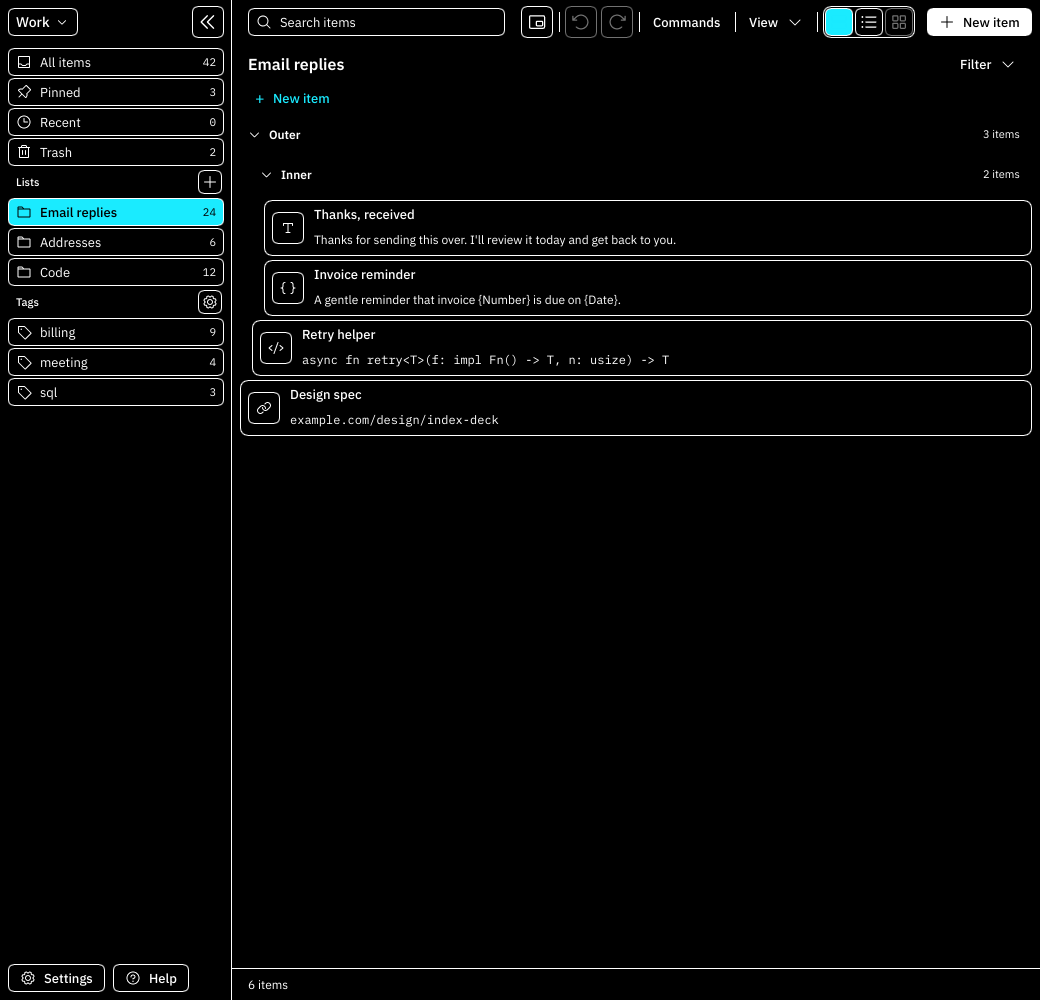 Work
Search items
Commands
View
New item
All items 42
Pinned 3
Recent 0
Trash 2
Lists
Email replies 24
Addresses 6
Code 12
Tags
billing 9
meeting 4
sql 3
Settings
Help
Email replies
Filter
+ New item
Outer 3 items
Inner 2 items
T
Thanks, received
Thanks for sending this over. I'll review it today and get back to you.
{ }
Invoice reminder
A gentle reminder that invoice {Number} is due on {Date}.
</>
Retry helper
async fn retry<T>(f: impl Fn() -> T, n: usize) -> T
Design spec
example.com/design/index-deck
6 items